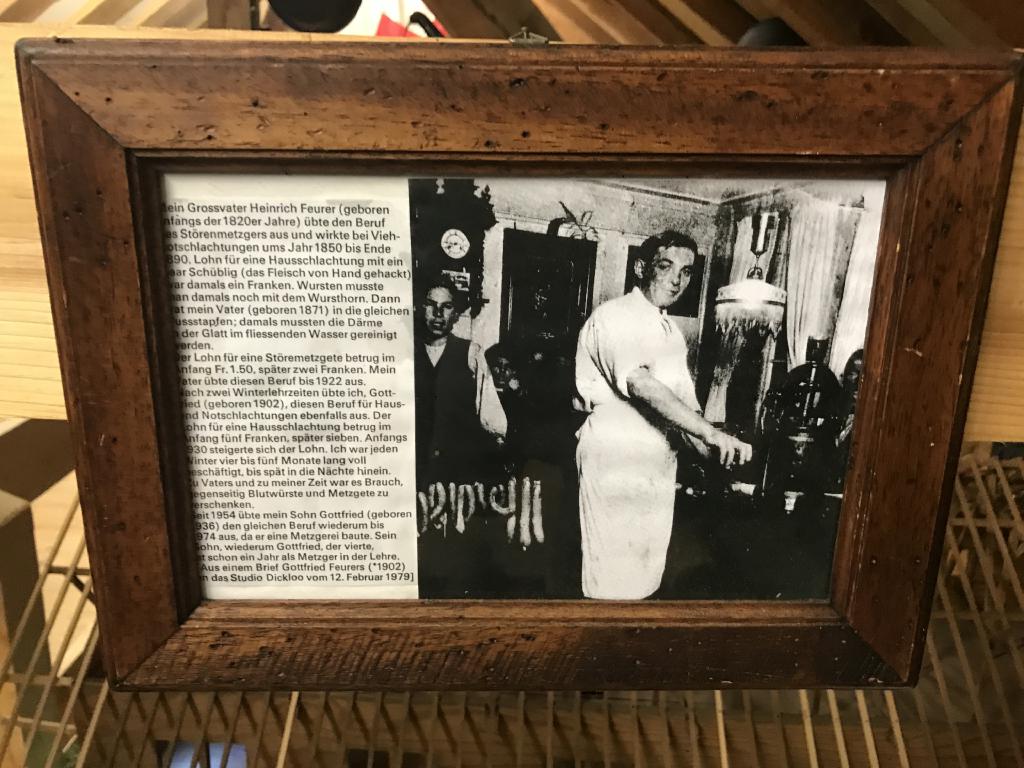 ein Grossvater Heinrich Feurer (geboren
nfangs der 1820er Jahre) übte den Beruf
es Störenmetzgers aus und wirkte bei Vieh-
otschlachtungen ums Jahr 1850 bis Ende
890. Lohn für eine Hausschlachtung mit ein
aar Schüblig (das Fleisch von Hand gehackt)
ar damals ein Franken. Wursten musste
an damals noch mit dem Wursthorn. Dann
at mein Vater (geboren 1871) in die gleichen
ussstapfen; damals mussten die Därme
n der Glatt im fliessenden Wasser gereinigt
erden.
er Lohn für eine Störemetzgete betrug im
nfang Fr. 1.50, später zwei Franken. Mein
ater übte diesen Beruf bis 1922 aus.
ach zwei Winterlehrzeiten übte ich, Gott-
ried (geboren 1902), diesen Beruf für Haus-
nd Notschlachtungen ebenfalls aus. Der
ohn für eine Hausschlachtung betrug im
nfang fünf Franken, später sieben. Anfangs
930 steigerte sich der Lohn. Ich war jeden
inter vier bis fünf Monate lang voll
eschäftigt, bis spät in die Nächte hinein.
u Vaters und zu meiner Zeit war es Brauch,
egenseitig Blutwürste und Metzgete zu
erschenken.
eit 1954 übte mein Sohn Gottfried (geboren
936) den gleichen Beruf wiederum bis
974 aus, da er eine Metzgerei baute. Sein
ohn, wiederum Gottfried, der vierte,
at schon ein Jahr als Metzger in der Lehre.
Aus einem Brief Gottfried Feurers (*1902)
n das Studio Dickloo vom 12. Februar 1979]